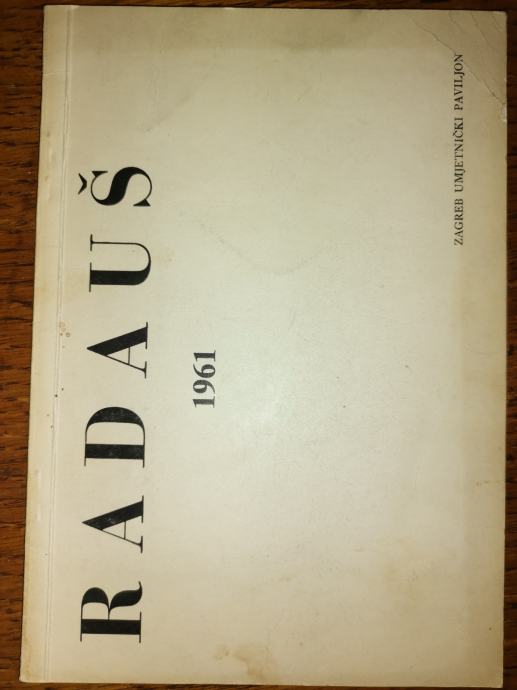 RADAUŠ
1961
ZAGREB UMJETNIČKI PAVILJON